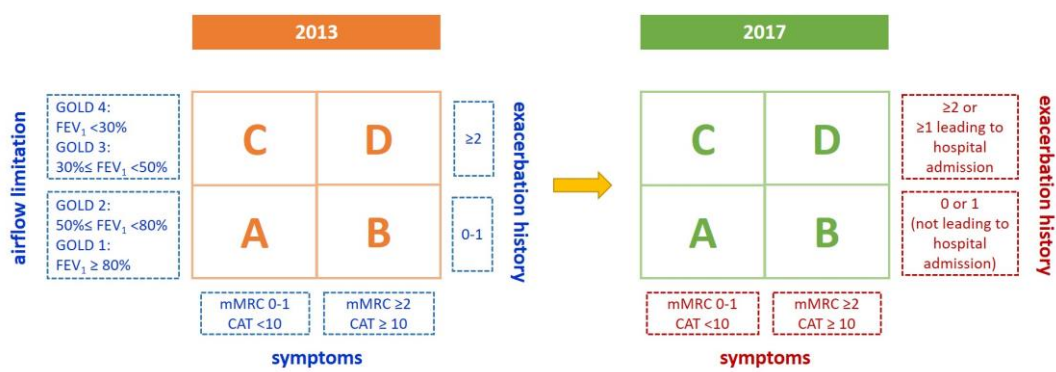 2013
2017
airflow limitation
GOLD 4:
FEV₁ <30%
GOLD 3:
30%≤ FEV₁ <50%
C
D
≥2
exacerbation history
GOLD 2:
50%≤ FEV₁ <80%
GOLD 1:
FEV₁ ≥ 80%
A
B
0-1
mMRC 0-1
CAT <10
mMRC ≥2
CAT ≥ 10
symptoms
C
D
≥2 or
≥1 leading to
hospital
admission
exacerbation history
A
B
0 or 1
(not leading to
hospital
admission)
mMRC 0-1
CAT <10
mMRC ≥2
CAT ≥ 10
symptoms